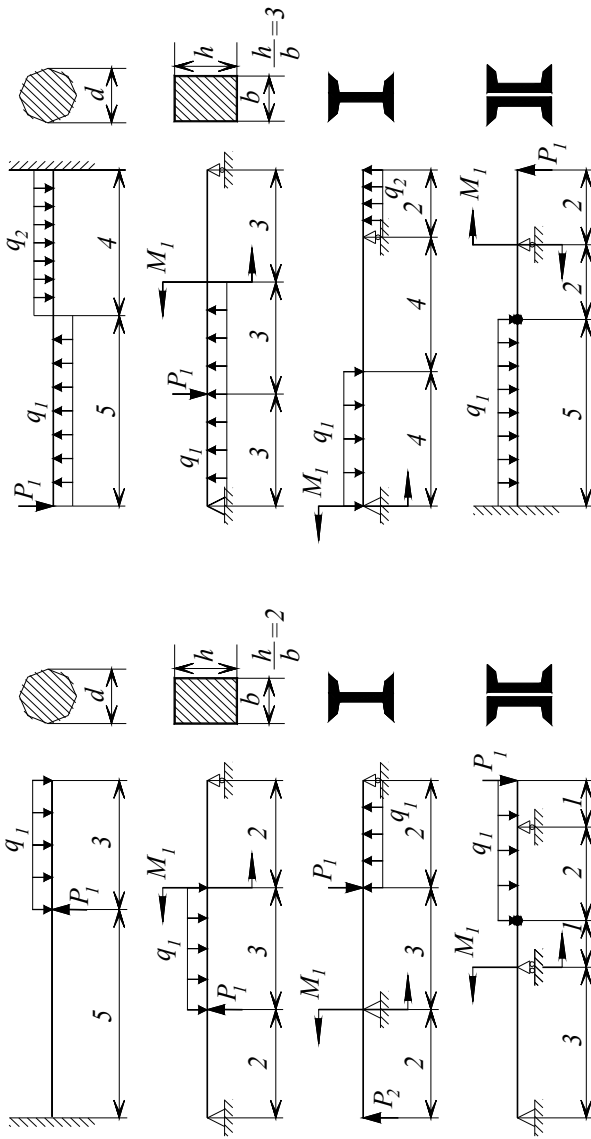 q₁
P₁
5 3
d
q₁ P₁ M₁
2 3 2
b h
h/b=2
P₂ M₁ P₁ q₁
2 3 2
M₁ q₁ P₁
3 1 2 1
P₁ q₁ q₂
5 4
d
q₁ P₁ M₁
3 3 3
b h
h/b=3
M₁ q₁ q₂
4 4 2
q₁ M₁ P₁
5 2 2